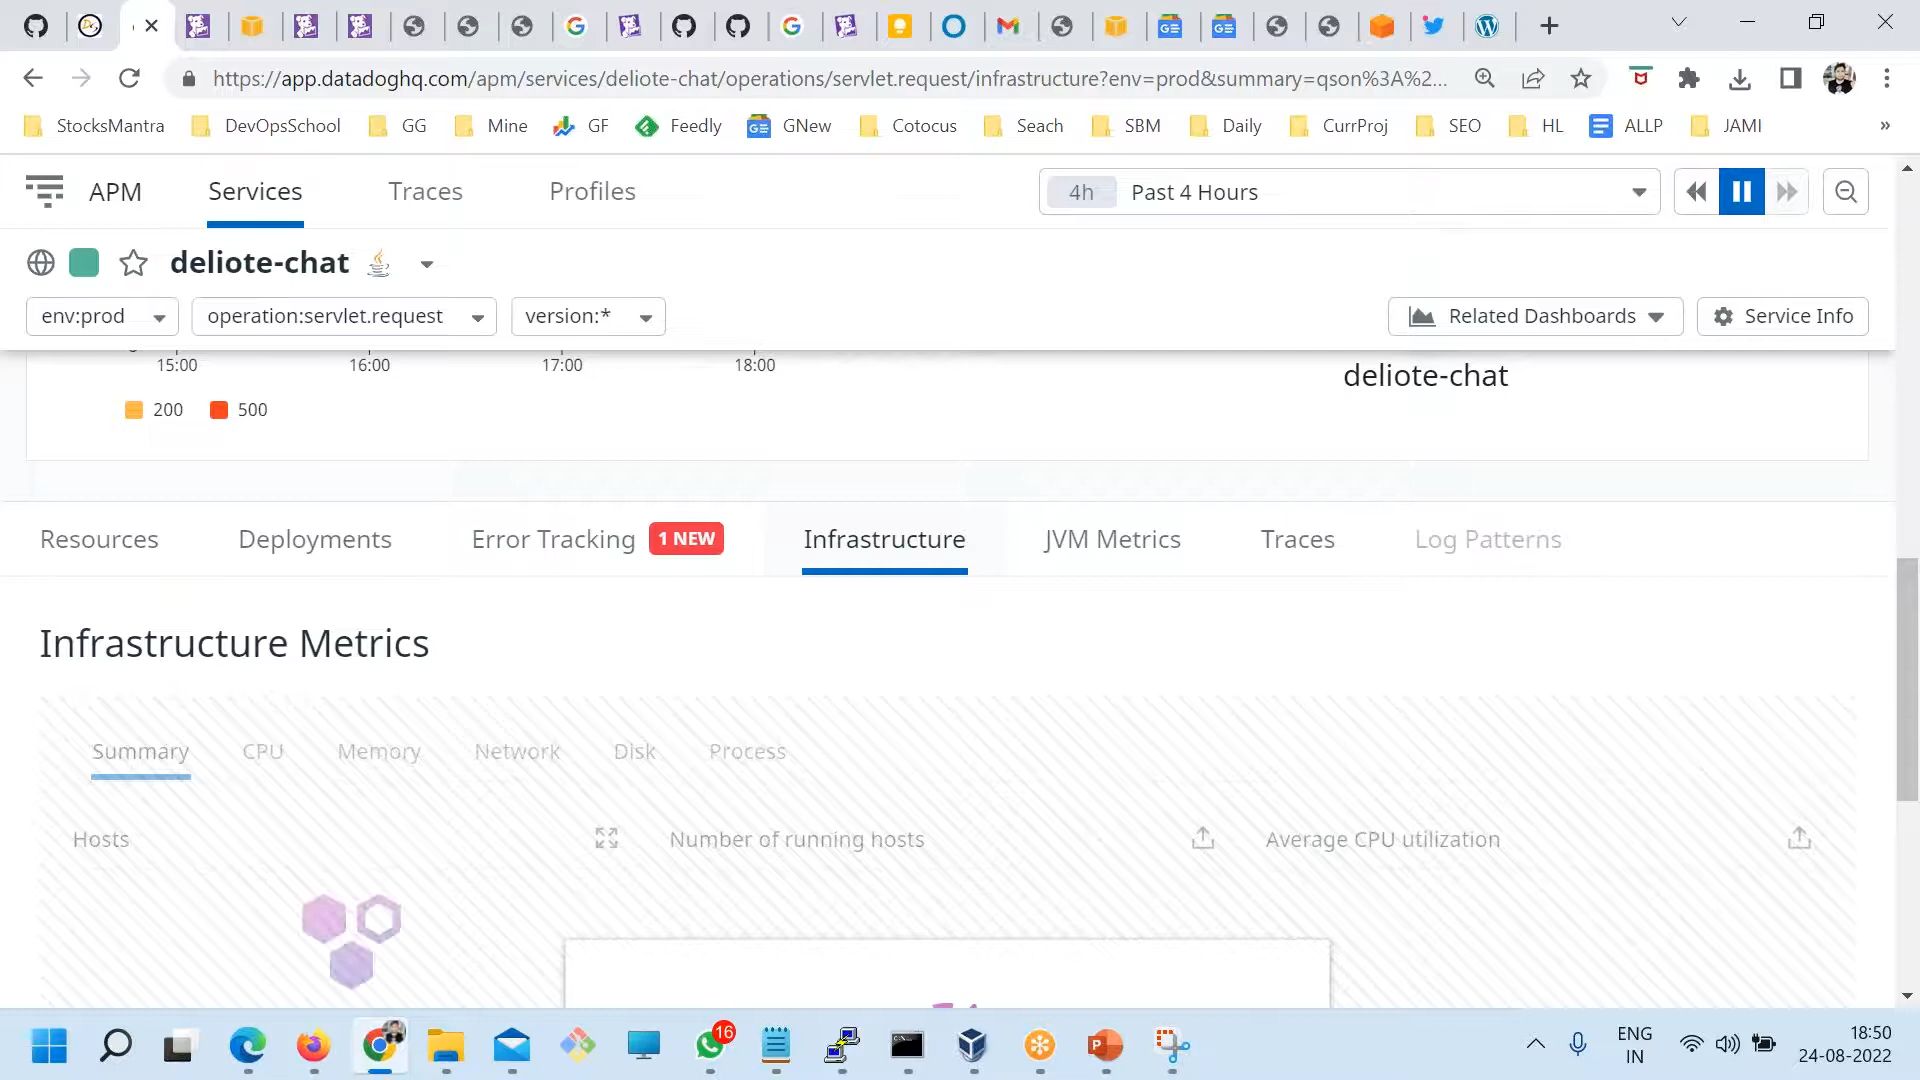 https://app.datadoghq.com/apm/services/deliote-chat/operations/servlet.request/infrastructure?env=prod&summary=qson%3A%2...
StocksMantra DevOpsSchool GG Mine GF Feedly GNew Cotocus Seach SBM Daily CurrProj SEO HL ALLP JAMI »
APM Services Traces Profiles 4h Past 4 Hours
deliote-chat
env:prod operation:servlet.request version:* Related Dashboards Service Info
15:00 16:00 17:00 18:00
deliote-chat
200 500
Resources Deployments Error Tracking 1 NEW Infrastructure JVM Metrics Traces Log Patterns
Infrastructure Metrics
Summary CPU Memory Network Disk Process
Hosts Number of running hosts Average CPU utilization
16
ENG
IN
18:50
24-08-2022